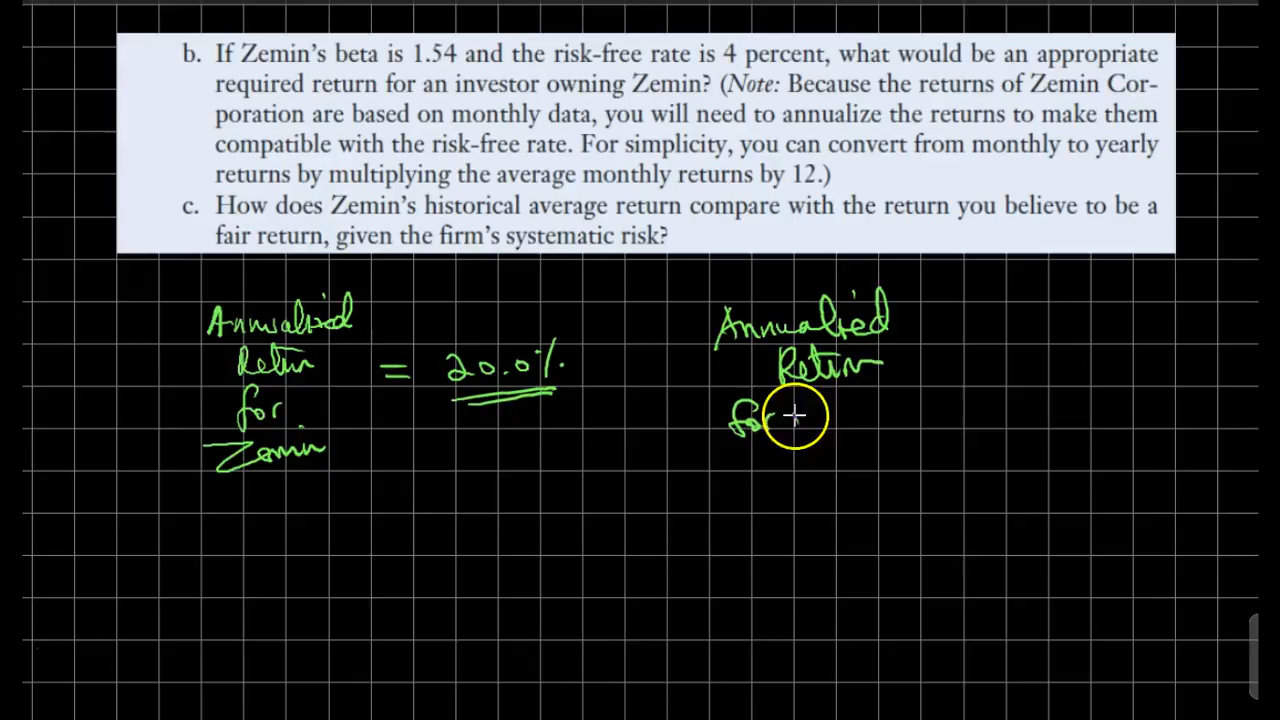 b. If Zemin's beta is 1.54 and the risk-free rate is 4 percent, what would be an appropriate
required return for an investor owning Zemin? (Note: Because the returns of Zemin Cor-
poration are based on monthly data, you will need to annualize the returns to make them
compatible with the risk-free rate. For simplicity, you can convert from monthly to yearly
returns by multiplying the average monthly returns by 12.)
c. How does Zemin's historical average return compare with the return you believe to be a
fair return, given the firm's systematic risk?
Annualized
Return
for
Zemin
= 20.0%
Annualized
Return
for